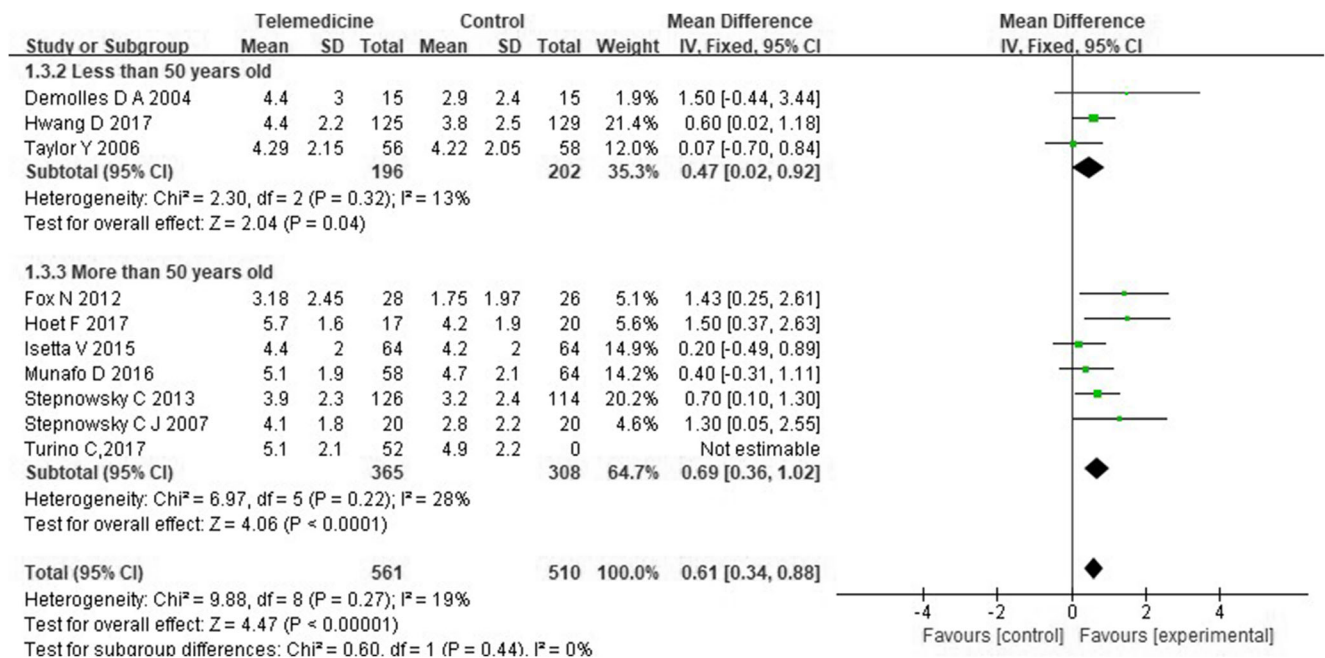 Telemedicine Control Mean Difference Mean Difference
Study or Subgroup Mean SD Total Mean SD Total Weight IV, Fixed, 95% CI IV, Fixed, 95% CI
1.3.2 Less than 50 years old
Demolles D A 2004 4.4 3 15 2.9 2.4 15 1.9% 1.50 [-0.44, 3.44]
Hwang D 2017 4.4 2.2 125 3.8 2.5 129 21.4% 0.60 [0.02, 1.18]
Taylor Y 2006 4.29 2.15 56 4.22 2.05 58 12.0% 0.07 [-0.70, 0.84]
Subtotal (95% CI) 196 202 35.3% 0.47 [0.02, 0.92]
Heterogeneity: Chi² = 2.30, df = 2 (P = 0.32); I² = 13%
Test for overall effect: Z = 2.04 (P = 0.04)
1.3.3 More than 50 years old
Fox N 2012 3.18 2.45 28 1.75 1.97 26 5.1% 1.43 [0.25, 2.61]
Hoet F 2017 5.7 1.6 17 4.2 1.9 20 5.6% 1.50 [0.37, 2.63]
Isetta V 2015 4.4 2 64 4.2 2 64 14.9% 0.20 [-0.49, 0.89]
Munafo D 2016 5.1 1.9 58 4.7 2.1 64 14.2% 0.40 [-0.31, 1.11]
Stepnowsky C 2013 3.9 2.3 126 3.2 2.4 114 20.2% 0.70 [0.10, 1.30]
Stepnowsky C J 2007 4.1 1.8 20 2.8 2.2 20 4.6% 1.30 [0.05, 2.55]
Turino C,2017 5.1 2.1 52 4.9 2.2 0 Not estimable
Subtotal (95% CI) 365 308 64.7% 0.69 [0.36, 1.02]
Heterogeneity: Chi² = 6.97, df = 5 (P = 0.22); I² = 28%
Test for overall effect: Z = 4.06 (P < 0.0001)
Total (95% CI) 561 510 100.0% 0.61 [0.34, 0.88]
Heterogeneity: Chi² = 9.88, df = 8 (P = 0.27); I² = 19%
Test for overall effect: Z = 4.47 (P < 0.00001)
Test for subgroup differences: Chi² = 0.60, df = 1 (P = 0.44), I² = 0%
-4 -2 0 2 4
Favours [control] Favours [experimental]